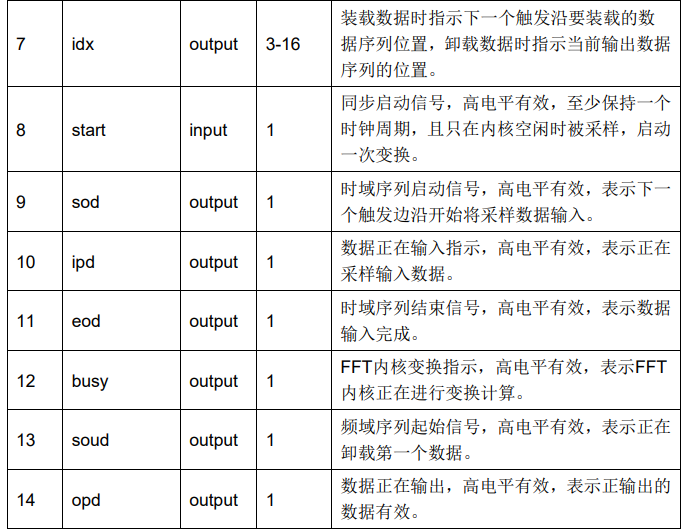 7 idx output 3-16 装载数据时指示下一个触发沿要装载的数
据序列位置，卸载数据时指示当前输出数据
序列的位置。
8 start input 1 同步启动信号，高电平有效，至少保持一个
时钟周期，且只在内核空闲时被采样，启动
一次变换。
9 sod output 1 时域序列启动信号，高电平有效，表示下一
个触发边沿开始将采样数据输入。
10 ipd output 1 数据正在输入指示，高电平有效，表示正在
采样输入数据。
11 eod output 1 时域序列结束信号，高电平有效，表示数据
输入完成。
12 busy output 1 FFT内核变换指示，高电平有效，表示FFT
内核正在进行变换计算。
13 soud output 1 频域序列起始信号，高电平有效，表示正在
卸载第一个数据。
14 opd output 1 数据正在输出，高电平有效，表示正输出的
数据有效。